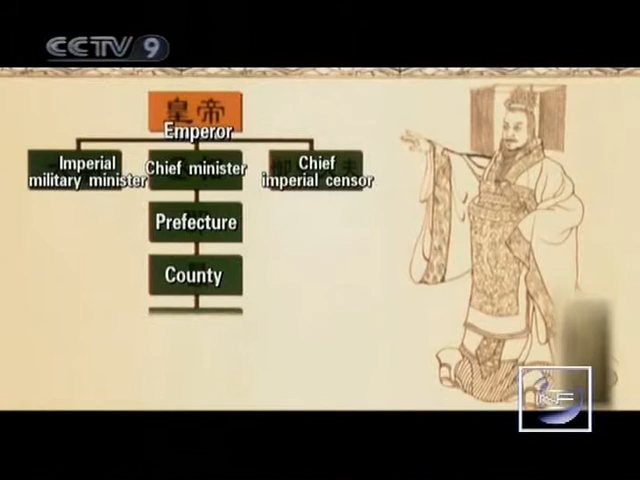 CCTV 9
皇帝
Emperor
Imperial
military minister
Chief minister
Chief
imperial censor
Prefecture
County